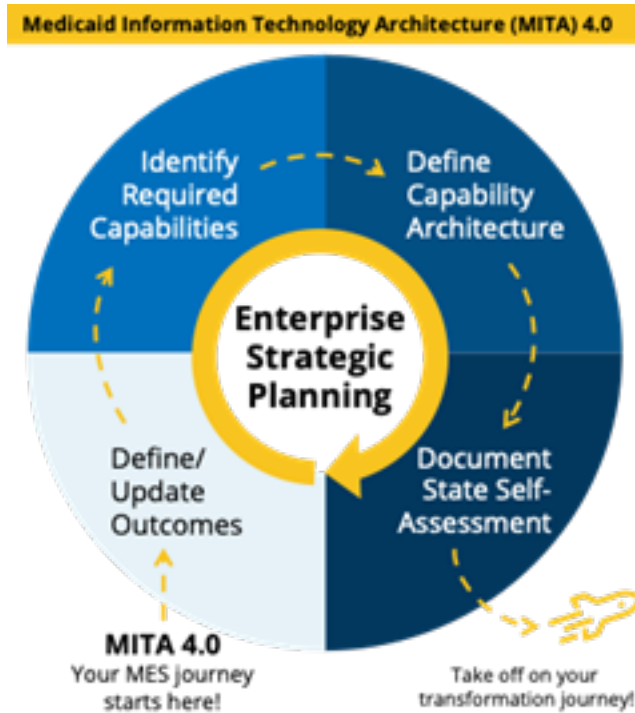 Medicaid Information Technology Architecture (MITA) 4.0
Identify
Required
Capabilities
Define
Capability
Architecture
Enterprise
Strategic
Planning
Define/
Update
Outcomes
Document
State Self-
Assessment
MITA 4.0
Your MES journey
starts here!
Take off on your
transformation journey!